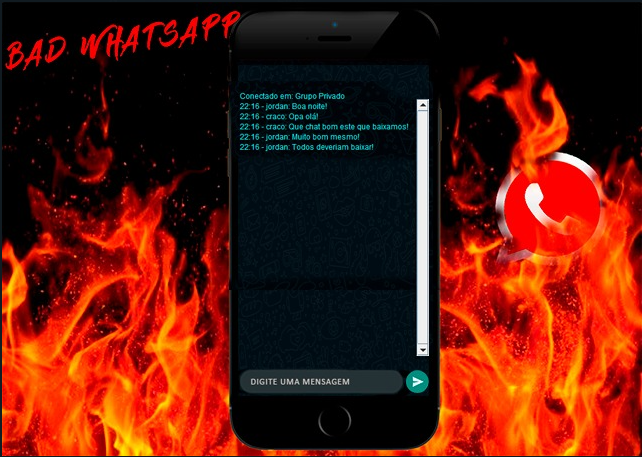 BAD WHATSAPP
Conectado em: Grupo Privado
22:16 - jordan: Boa noite!
22:16 - craco: Opa olá!
22:16 - craco: Que chat bom este que baixamos!
22:16 - jordan: Muito bom mesmo!
22:16 - jordan: Todos deveriam baixar!
DIGITE UMA MENSAGEM